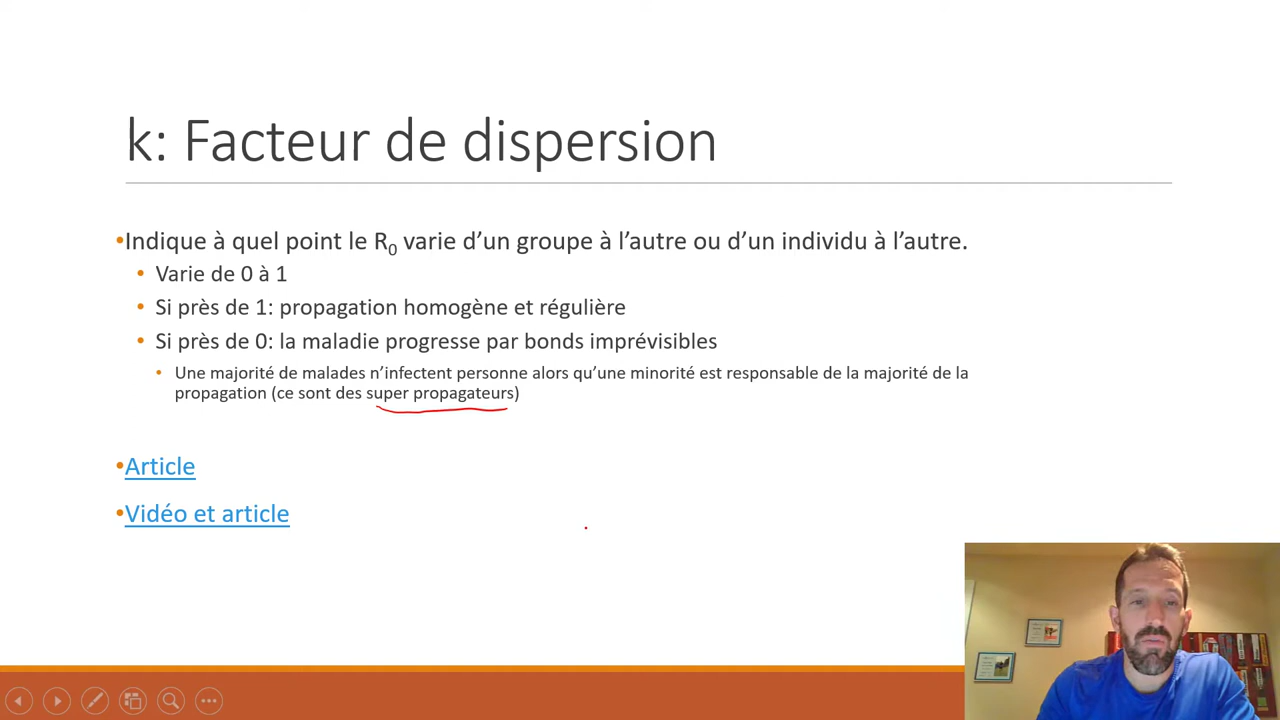 k: Facteur de dispersion
•Indique à quel point le R0 varie d’un groupe à l’autre ou d’un individu à l’autre.
• Varie de 0 à 1
• Si près de 1: propagation homogène et régulière
• Si près de 0: la maladie progresse par bonds imprévisibles
• Une majorité de malades n’infectent personne alors qu’une minorité est responsable de la majorité de la
propagation (ce sont des super propagateurs)
•Article
•Vidéo et article